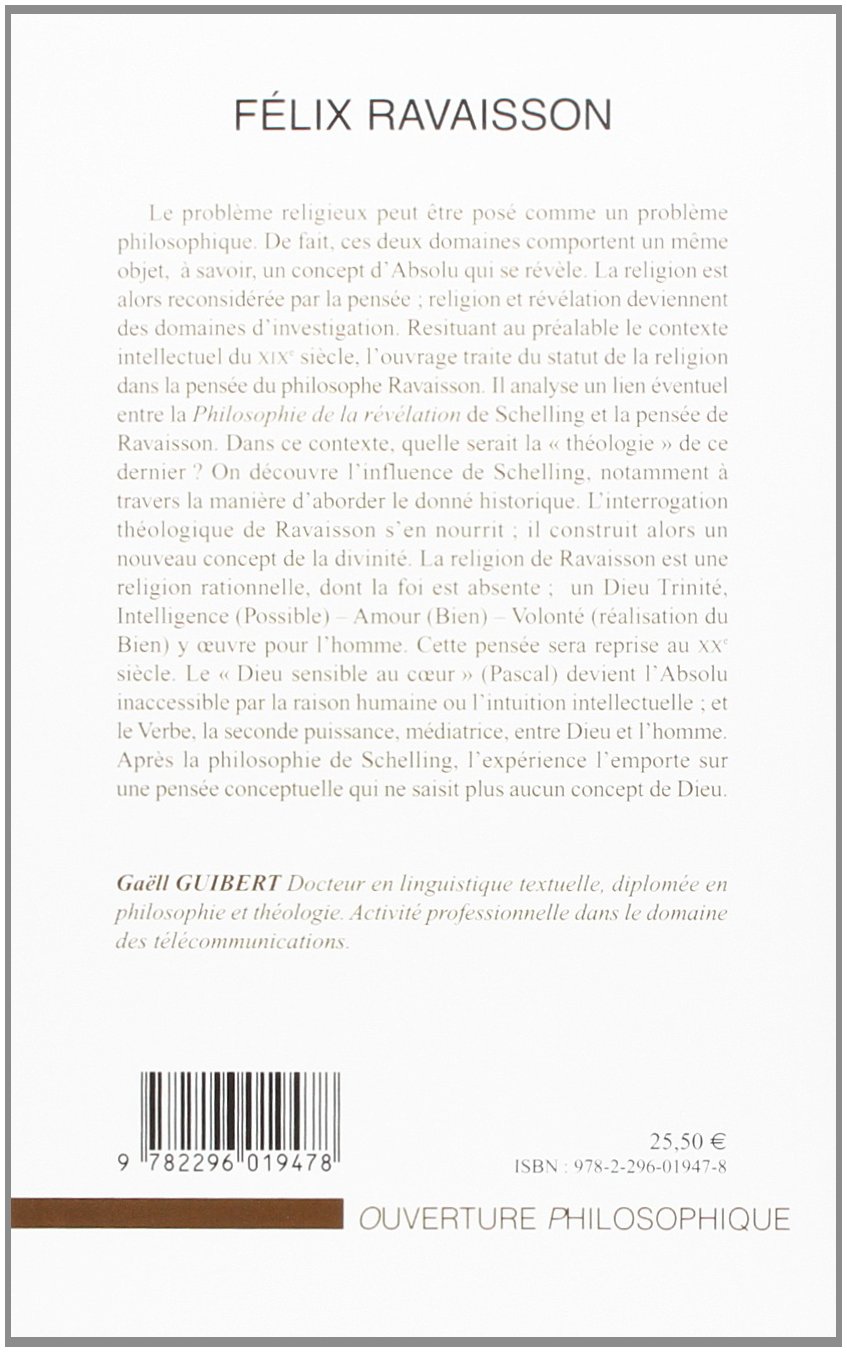 FÉLIX RAVAISSON
Le problème religieux peut être posé comme un problème
philosophique. De fait, ces deux domaines comportent un même
objet, à savoir, un concept d'Absolu qui se révèle. La religion est
alors reconsidérée par la pensée ; religion et révélation deviennent
des domaines d'investigation. Resituant au préalable le contexte
intellectuel du XIXe siècle, l'ouvrage traite du statut de la religion
dans la pensée du philosophe Ravaisson. Il analyse un lien éventuel
entre la Philosophie de la révélation de Schelling et la pensée de
Ravaisson. Dans ce contexte, quelle serait la « théologie » de ce
dernier ? On découvre l'influence de Schelling, notamment à
travers la manière d'aborder le donné historique. L'interrogation
théologique de Ravaisson s'en nourrit ; il construit alors un
nouveau concept de la divinité. La religion de Ravaisson est une
religion rationnelle, dont la foi est absente ; un Dieu Trinité,
Intelligence (Possible) – Amour (Bien) – Volonté (réalisation du
Bien) y œuvre pour l'homme. Cette pensée sera reprise au XXe
siècle. Le « Dieu sensible au cœur » (Pascal) devient l'Absolu
inaccessible par la raison humaine ou l'intuition intellectuelle ; et
le Verbe, la seconde puissance, médiatrice, entre Dieu et l'homme.
Après la philosophie de Schelling, l'expérience l'emporte sur
une pensée conceptuelle qui ne saisit plus aucun concept de Dieu.
Gaëll GUIBERT Docteur en linguistique textuelle, diplomée en
philosophie et théologie. Activité professionnelle dans le domaine
des télécommunications.
9 782296 019478
25,50 €
ISBN : 978-2-296-01947-8
OUVERTURE PHILOSOPHIQUE